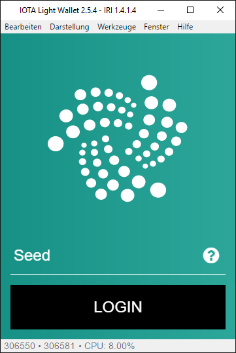 IOTA Light Wallet 2.5.4 - IRI 1.4.1.4
Bearbeiten Darstellung Werkzeuge Fenster Hilfe
Seed ?
LOGIN
306550 • 306581 • CPU: 8.00%